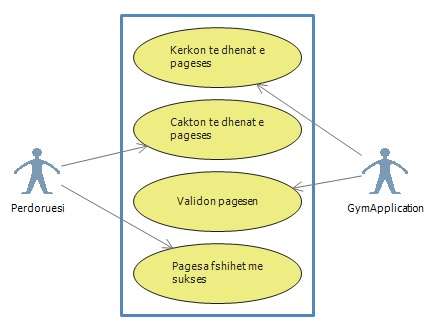 Kerkon te dhenat e
pageses
Cakton te dhenat e
pageses
Validon pagesen
Perdoruesi
GymApplication
Pagesa fshihet me
sukses